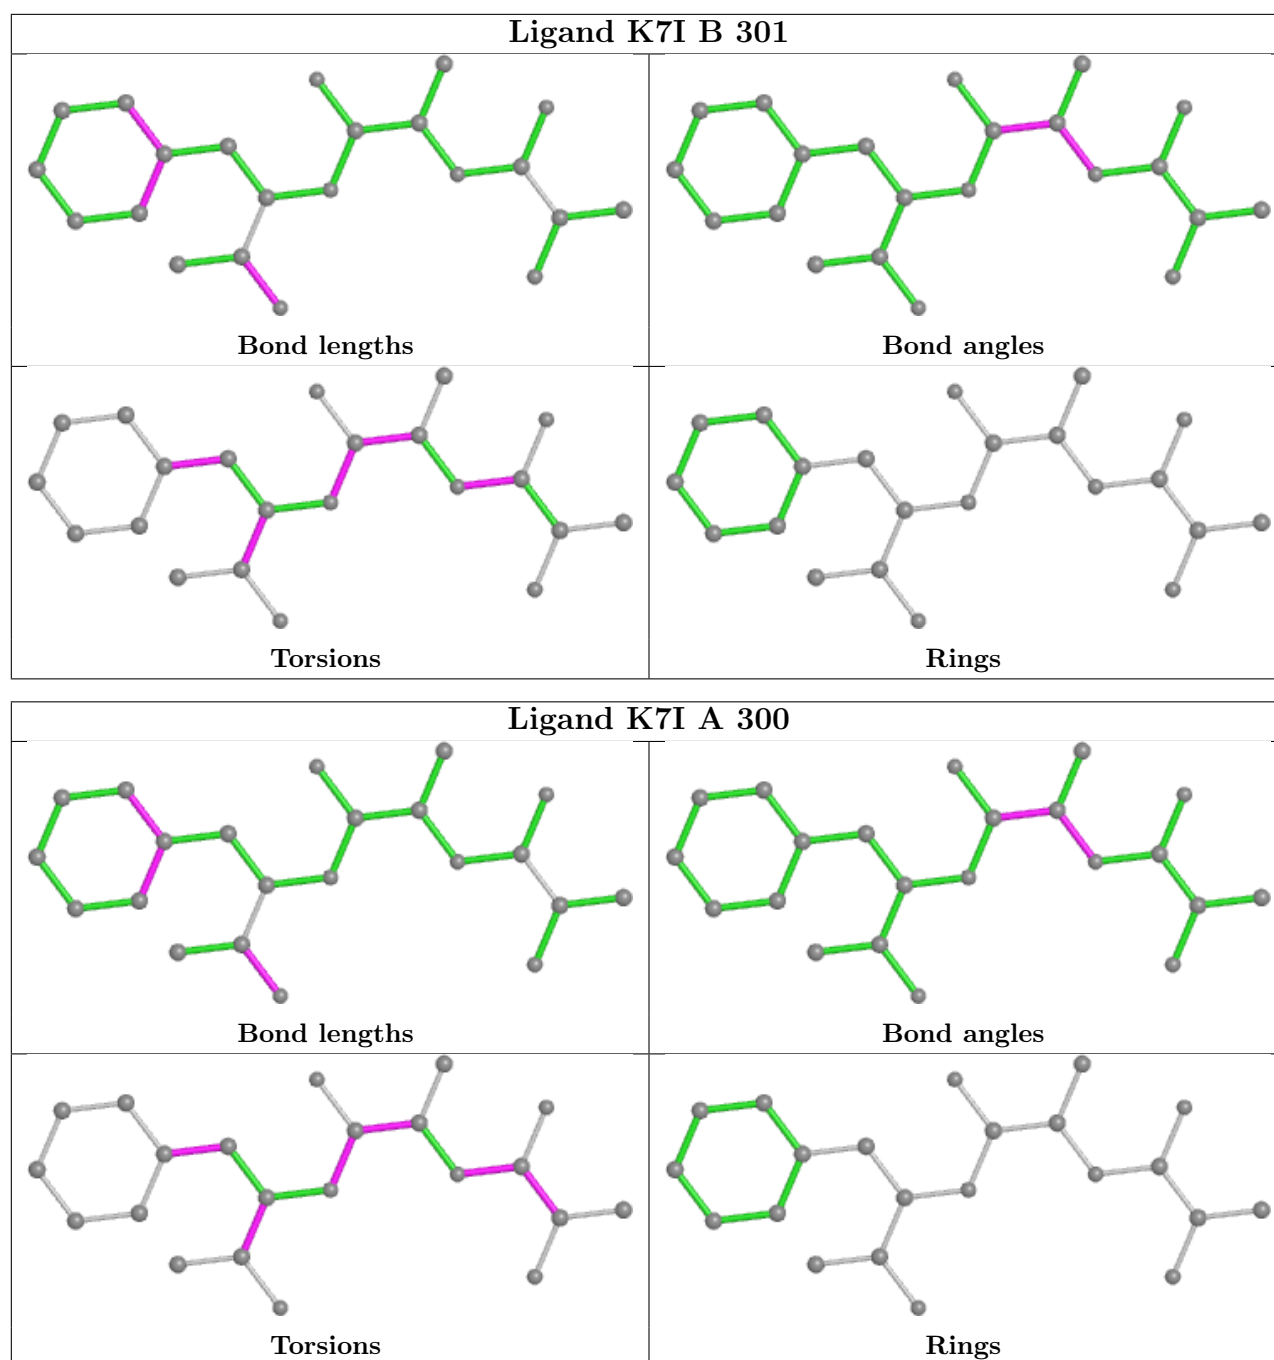 Ligand K7I B 301
Bond lengths
Bond angles
Torsions
Rings
Ligand K7I A 300
Bond lengths
Bond angles
Torsions
Rings